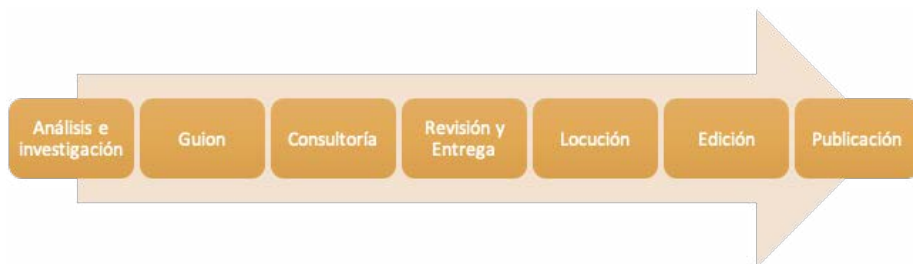 Análisis e
investigación
Guion
Consultoría
Revisión y
Entrega
Locución
Edición
Publicación